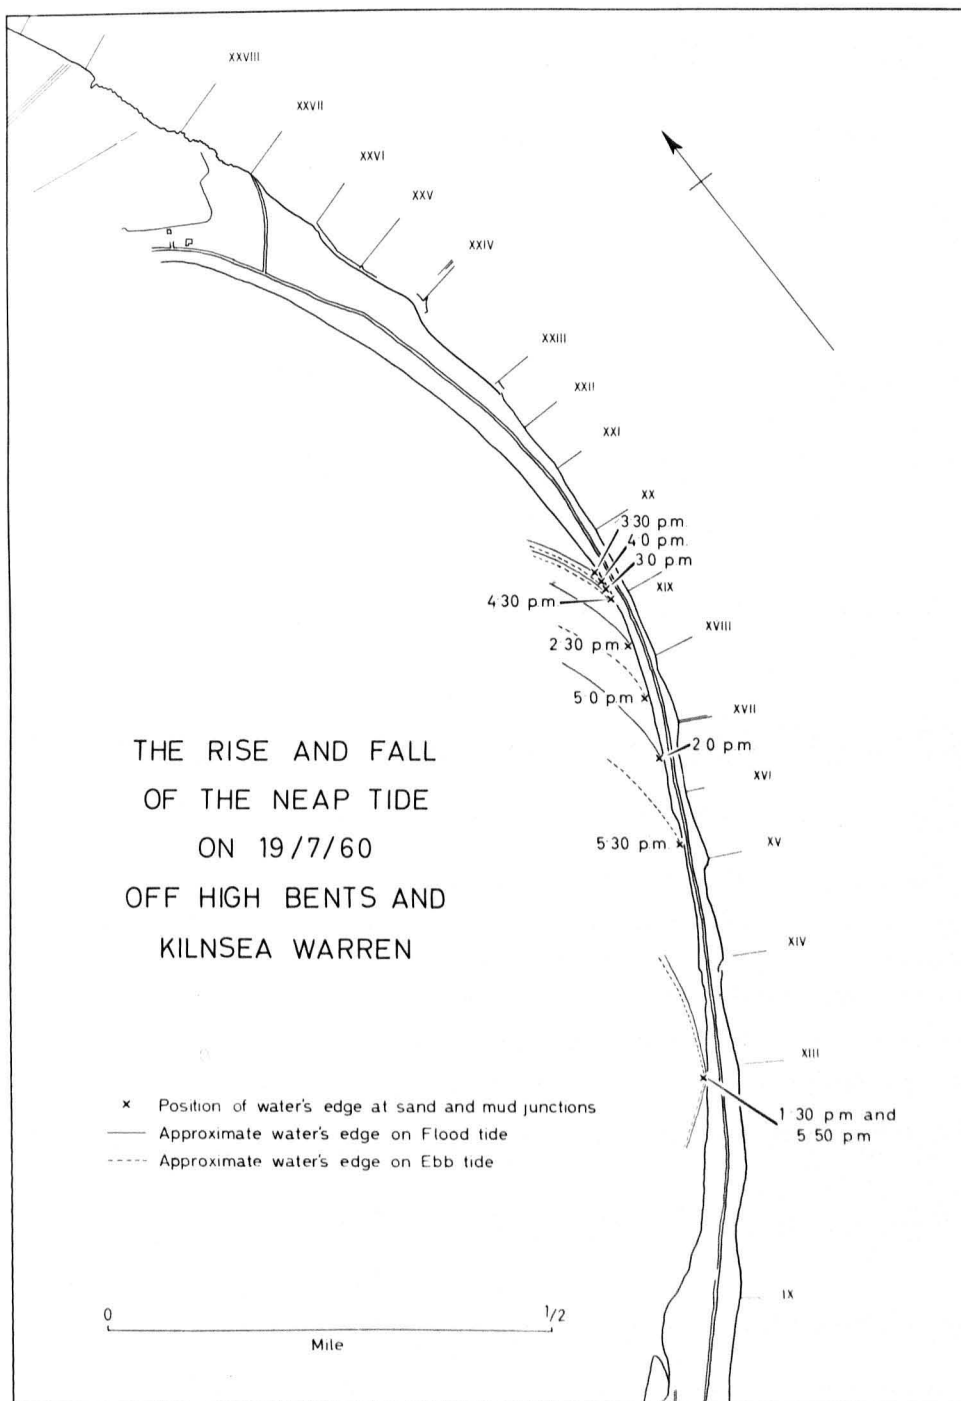 XXVIII
XXVII
XXVI
XXV
XXIV
XXIII
XXII
XXI
XX
3·30 p.m.
4·0 p.m.
3·0 p.m
XIX
4·30 p.m.
XVIII
2·30 p.m
5·0 p.m
XVII
2·0 p.m.
XVI
5·30 p.m.
XV
XIV
XIII
1·30 p m and
5 50 pm
IX
THE RISE AND FALL
OF THE NEAP TIDE
ON 19/7/60
OFF HIGH BENTS AND
KILNSEA WARREN
× Position of water's edge at sand and mud junctions
Approximate water's edge on Flood tide
Approximate water's edge on Ebb tide
0
1/2
Mile